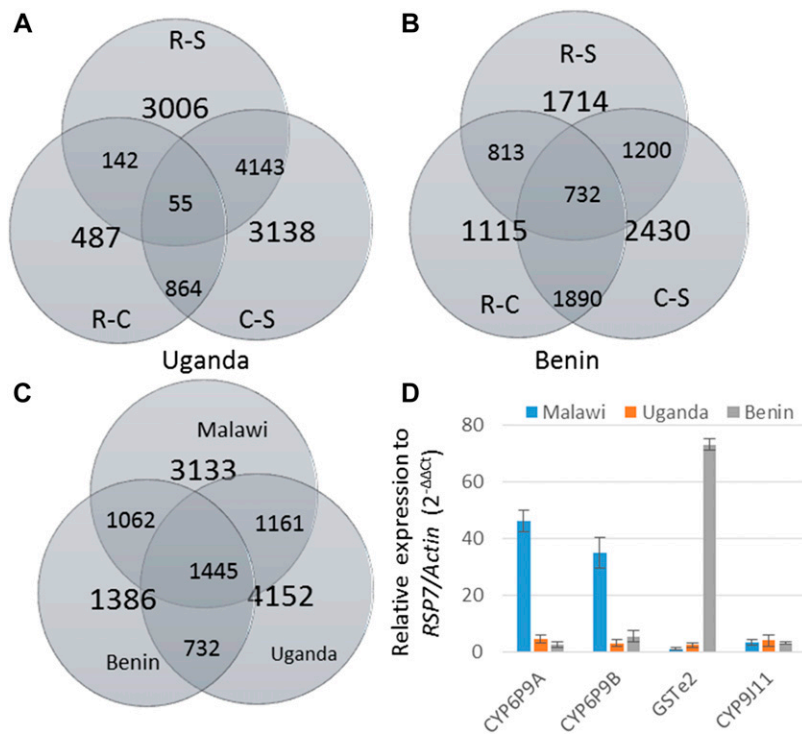 A
R-S
3006
142
4143
55
487
3138
864
R-C
C-S
Uganda
B
R-S
1714
813
1200
732
1115
2430
1890
R-C
C-S
Benin
C
Malawi
3133
1062
1161
1445
1386
4152
732
Benin
Uganda
D
Malawi Uganda Benin
Relative expression to
RSP7/Actin (2-ΔΔCt)
80
60
40
20
0
CYP6P9A
CYP6P9B
GSTe2
CYP9J11